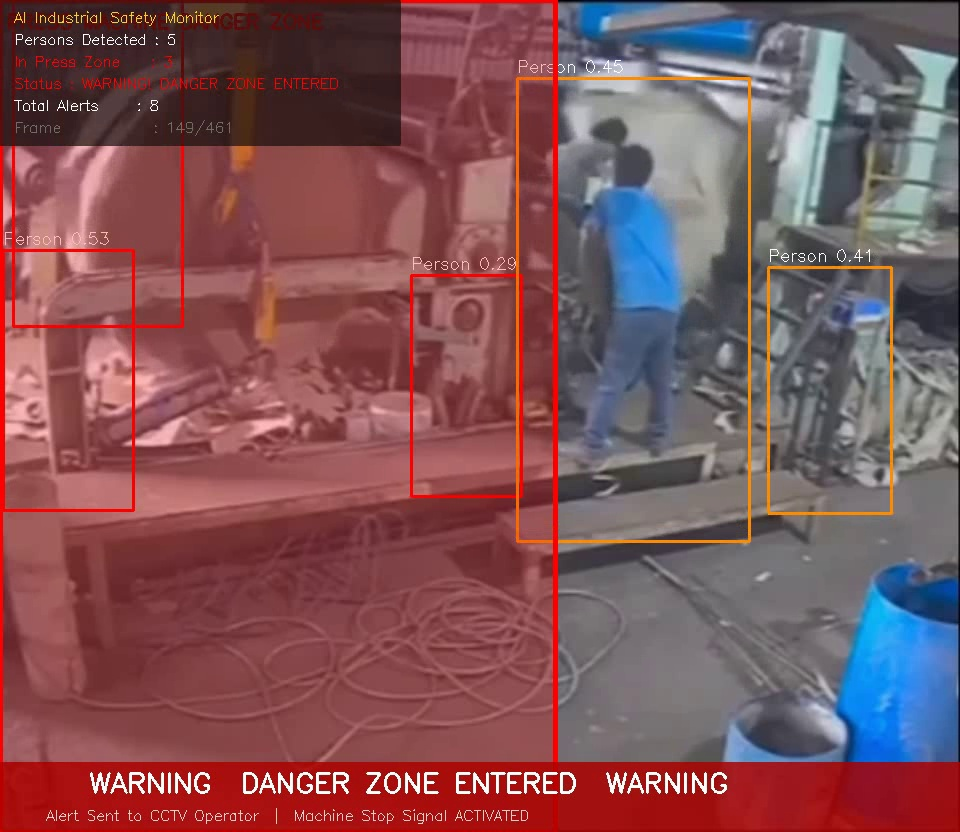 DANGER ZONE
AI Industrial Safety Monitor
Persons Detected : 5
In Press Zone : 3
Status : WARNING! DANGER ZONE ENTERED
Total Alerts : 8
Frame : 149/461
Person 0.45
Person 0.53
Person 0.29
Person 0.41
WARNING DANGER ZONE ENTERED WARNING
Alert Sent to CCTV Operator | Machine Stop Signal ACTIVATED